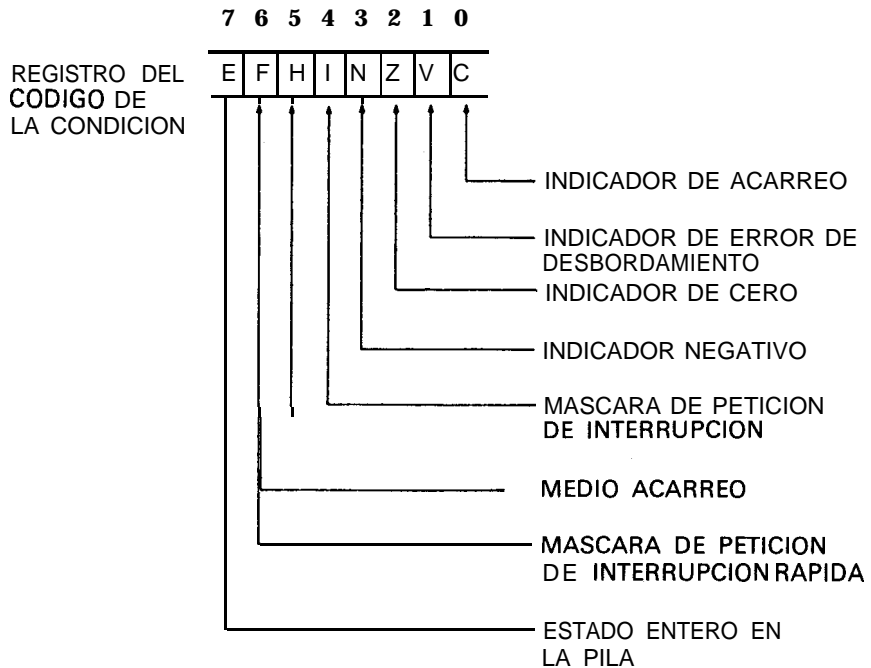 7 6 5 4 3 2 1 0
E F H I N Z V C
REGISTRO DEL
CODIGO DE
LA CONDICION
INDICADOR DE ACARREO
INDICADOR DE ERROR DE
DESBORDAMIENTO
INDICADOR DE CERO
INDICADOR NEGATIVO
MASCARA DE PETICION
DE INTERRUPCION
MEDIO ACARREO
MASCARA DE PETICION
DE INTERRUPCION RAPIDA
ESTADO ENTERO EN
LA PILA